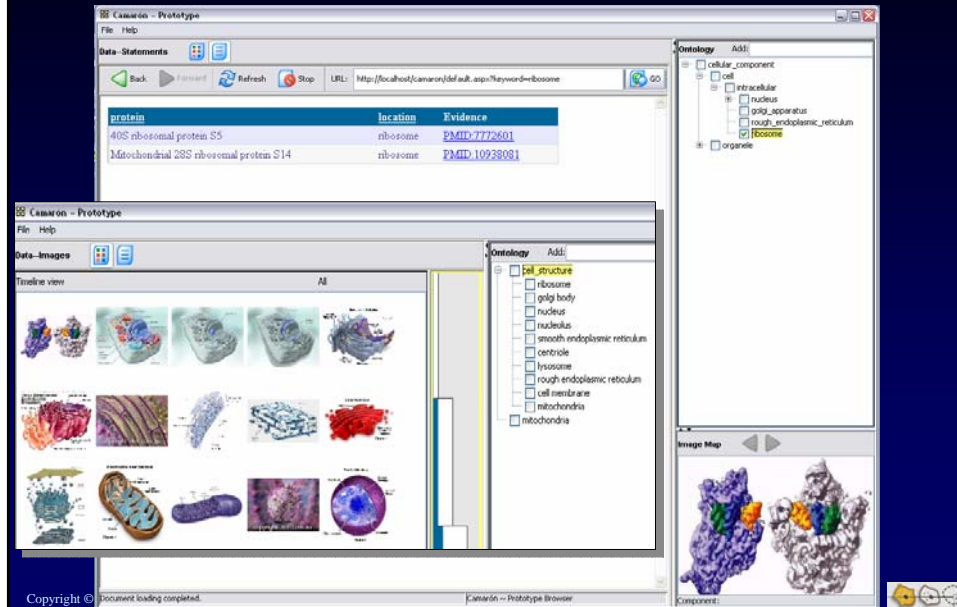 Camarón - Prototype
File Help
Data--Statements
Back Forward Refresh Stop URL: http://localhost/camaron/default.aspx?keyword=ribosome GO
protein location Evidence
40S ribosomal protein S5 ribosome PMID:7772601
Mitochondrial 28S ribosomal protein S14 ribosome PMID:10938081
Ontology Add:
cellular_component
cell
intracellular
nucleus
golgi_apparatus
rough_endoplasmic_reticulum
ribosome
organele
Camarón - Prototype
File Help
Data--Images
Timeline view All
Ontology Add:
cell_structure
ribosome
golgi body
nucleus
nucleolus
smooth endoplasmic reticulum
centriole
lysosome
rough endoplasmic reticulum
cell membrane
mitochondria
mitochondria
Image Map
Component:
Document loading completed. Camarón ~ Prototype Browser
Copyright ©